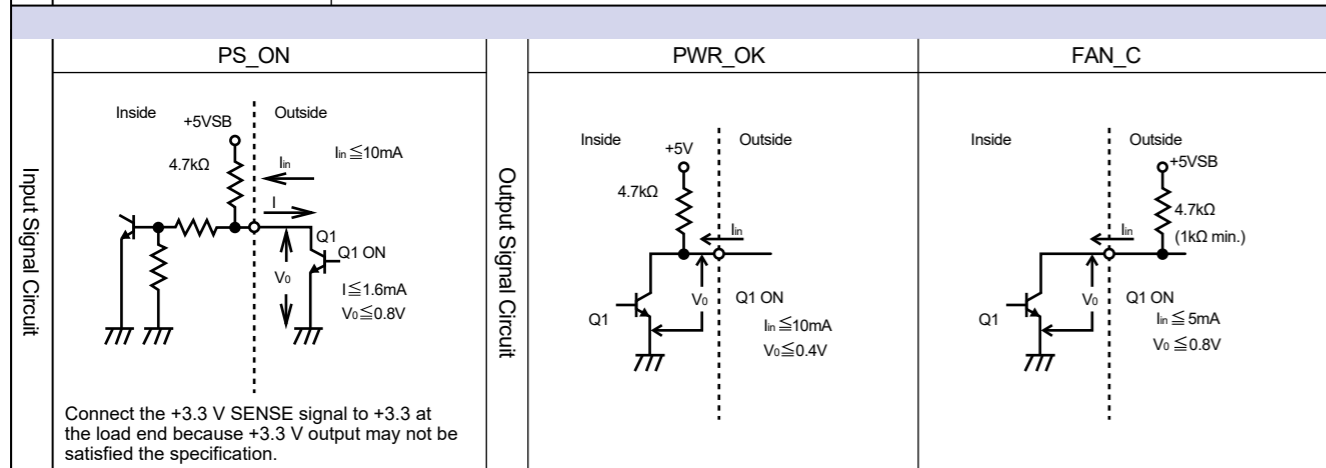 PS_ON
PWR_OK
FAN_C
Input Signal Circuit
Inside
Outside
+5VSB
4.7kΩ
Iin≦10mA
Iin
I
Q1
Q1 ON
V0
I≦1.6mA
V0≦0.8V
Connect the +3.3 V SENSE signal to +3.3 at
the load end because +3.3 V output may not be
satisfied the specification.
Output Signal Circuit
Inside
Outside
+5V
4.7kΩ
Iin
V0
Q1 ON
Q1
Iin≦10mA
V0≦0.4V
Inside
Outside
+5VSB
4.7kΩ
(1kΩ min.)
Iin
V0
Q1 ON
Q1
Iin≦5mA
V0≦0.8V